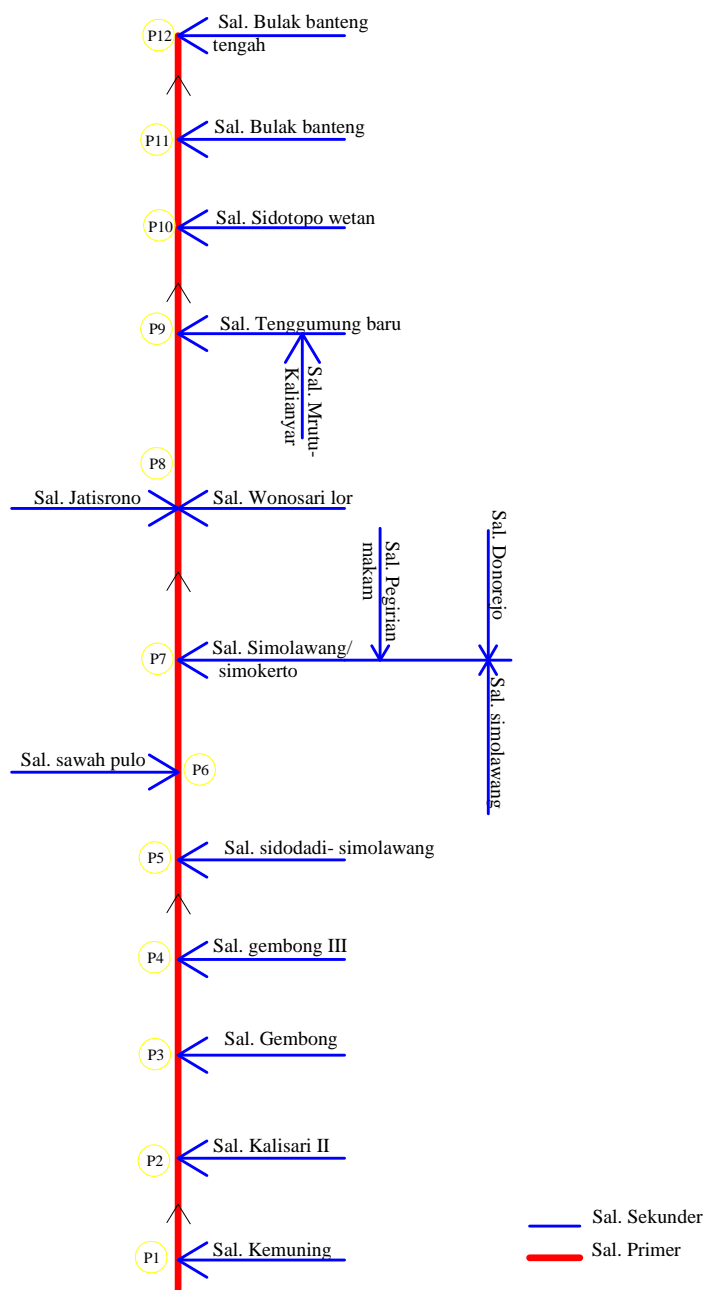 Sal. Bulak banteng
tengah
P12
Sal. Bulak banteng
P11
Sal. Sidotopo wetan
P10
Sal. Tenggumung baru
P9
Sal. Mrutu-
Kalianyar
P8
Sal. Jatisrono
Sal. Wonosari lor
Sal. Pegirian
makam
Sal. Donorejo
Sal. Simolawang/
simokerto
P7
Sal. simolawang
Sal. sawah pulo
P6
Sal. sidodadi- simolawang
P5
Sal. gembong III
P4
Sal. Gembong
P3
Sal. Kalisari II
P2
Sal. Kemuning
P1
Sal. Sekunder
Sal. Primer